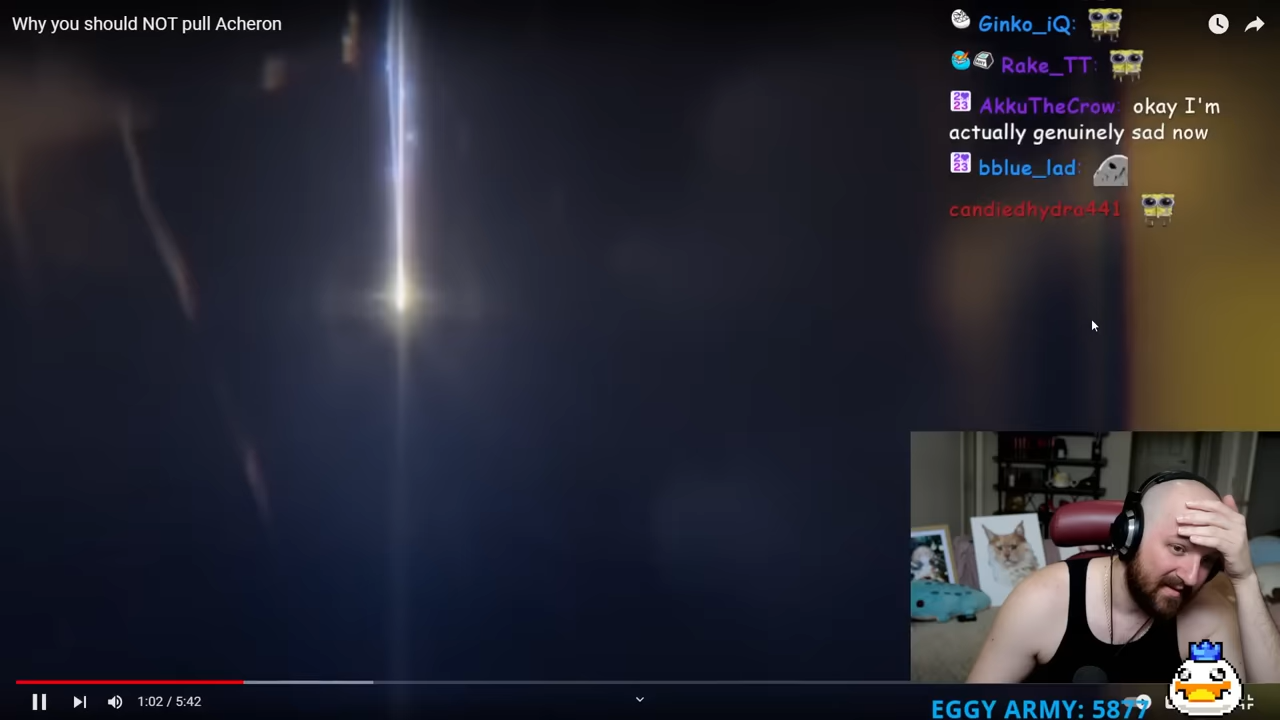 Why you should NOT pull Acheron
Ginko_iQ:
Rake_TT:
AkkuTheCrow: okay I'm
actually genuinely sad now
bblue_lad:
candiedhydra441
1:02 / 5:42
EGGY ARMY: 5877